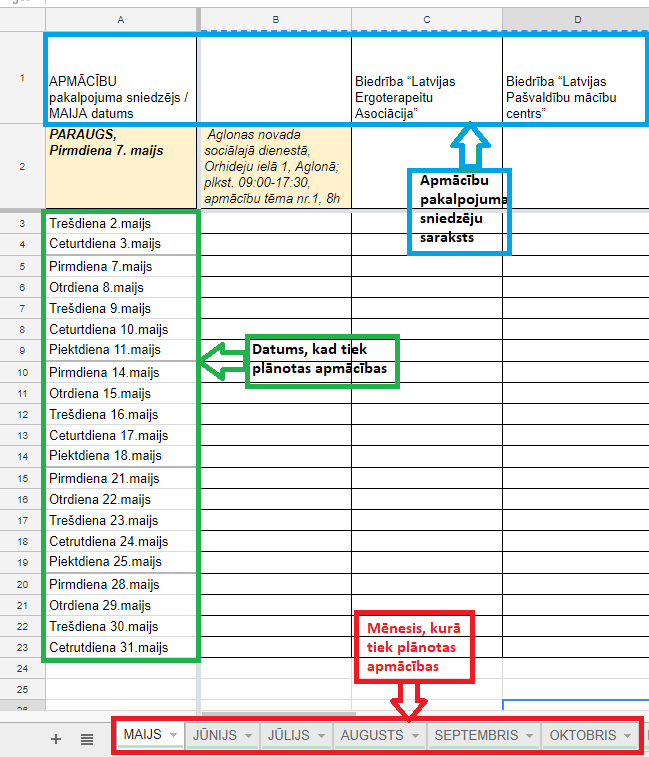 A B C D
1
APMĀCĪBU
pakalpojuma sniedzējs /
MAIJA datums
Biedrība “Latvijas
Ergoterapeitu
Asociācija”
Biedrība “Latvijas
Pašvaldību mācību
centrs”
2
PARAUGS,
Pirmdiena 7. maijs
Aglonas novada
sociālajā dienestā,
Orhideju ielā 1, Aglonā;
plkst. 09:00-17:30,
apmācību tēma nr.1, 8h
Apmācību
pakalpojuma
sniedzēju
saraksts
3 Trešdiena 2.maijs
4 Ceturtdiena 3.maijs
5 Pirmdiena 7.maijs
6 Otrdiena 8.maijs
7 Trešdiena 9.maijs
8 Ceturtdiena 10.maijs
9 Piektdiena 11.maijs
10 Pirmdiena 14.maijs
11 Otrdiena 15.maijs
12 Trešdiena 16.maijs
13 Ceturtdiena 17.maijs
14 Piektdiena 18.maijs
15 Pirmdiena 21.maijs
16 Otrdiena 22.maijs
17 Trešdiena 23.maijs
18 Cetrutdiena 24.maijs
19 Piektdiena 25.maijs
20 Pirmdiena 28.maijs
21 Otrdiena 29.maijs
22 Trešdiena 30.maijs
23 Cetrutdiena 31.maijs
24
25
Datums, kad tiek
plānotas apmācības
Mēnesis, kurā
tiek plānotas
apmācības
MAIJS JŪNIJS JŪLIJS AUGUSTS SEPTEMBRIS OKTOBRIS